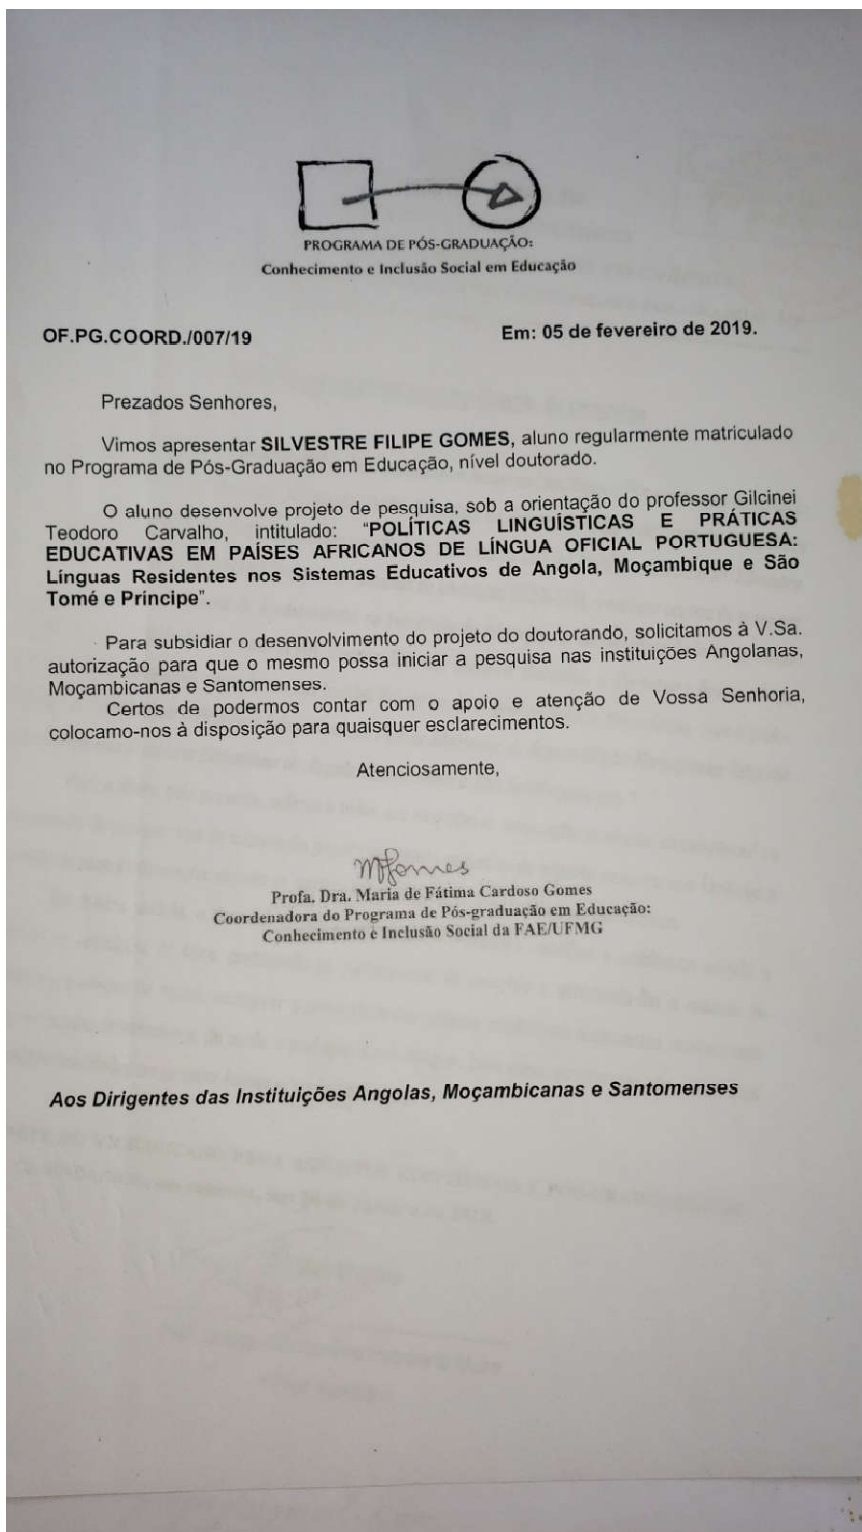 PROGRAMA DE PÓS-GRADUAÇÃO:
Conhecimento e Inclusão Social em Educação
OF.PG.COORD./007/19 Em: 05 de fevereiro de 2019.
Prezados Senhores,
Vimos apresentar SILVESTRE FILIPE GOMES, aluno regularmente matriculado
no Programa de Pós-Graduação em Educação, nível doutorado.
O aluno desenvolve projeto de pesquisa, sob a orientação do professor Gilcinei
Teodoro Carvalho, intitulado: “POLÍTICAS LINGUÍSTICAS E PRÁTICAS
EDUCATIVAS EM PAÍSES AFRICANOS DE LÍNGUA OFICIAL PORTUGUESA:
Línguas Residentes nos Sistemas Educativos de Angola, Moçambique e São
Tomé e Príncipe”.
Para subsidiar o desenvolvimento do projeto do doutorando, solicitamos à V.Sa.
autorização para que o mesmo possa iniciar a pesquisa nas instituições Angolanas,
Moçambicanas e Santomenses.
Certos de podermos contar com o apoio e atenção de Vossa Senhoria,
colocamo-nos à disposição para quaisquer esclarecimentos.
Atenciosamente,
MfGomes
Profa. Dra. Maria de Fátima Cardoso Gomes
Coordenadora do Programa de Pós-graduação em Educação:
Conhecimento e Inclusão Social da FAE/UFMG
Aos Dirigentes das Instituições Angolas, Moçambicanas e Santomenses